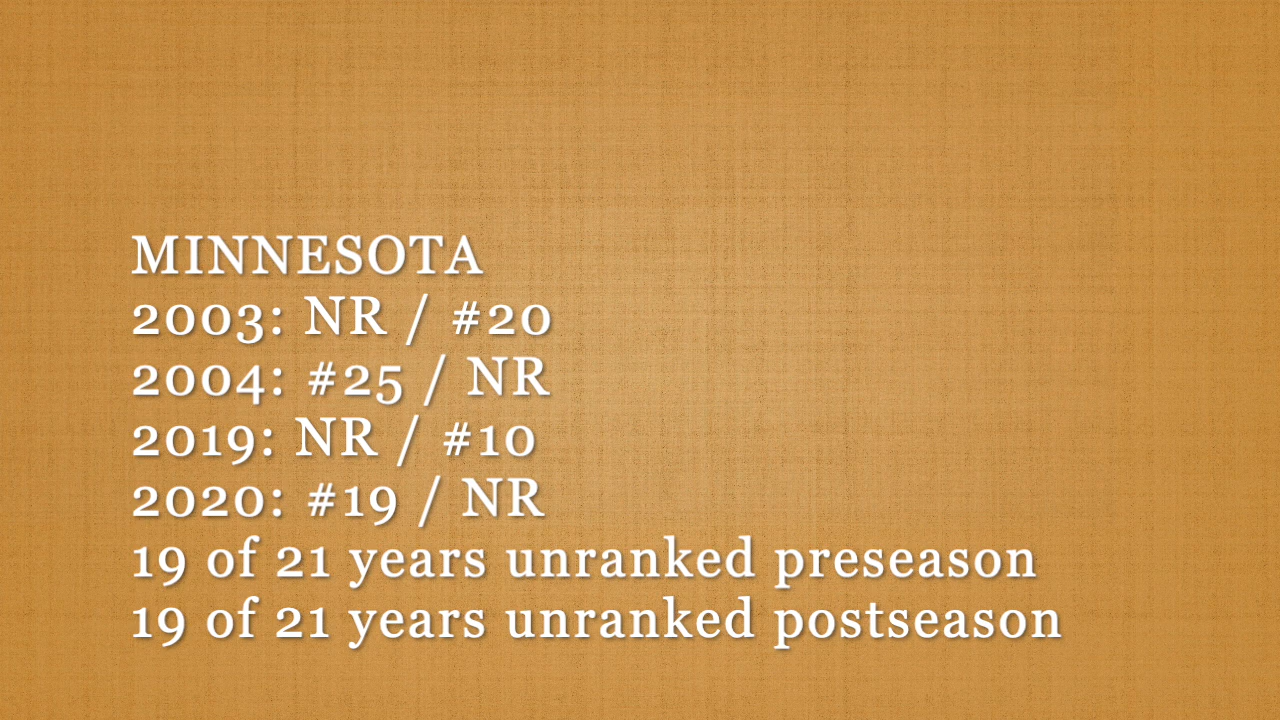 MINNESOTA
2003: NR / #20
2004: #25 / NR
2019: NR / #10
2020: #19 / NR
19 of 21 years unranked preseason
19 of 21 years unranked postseason